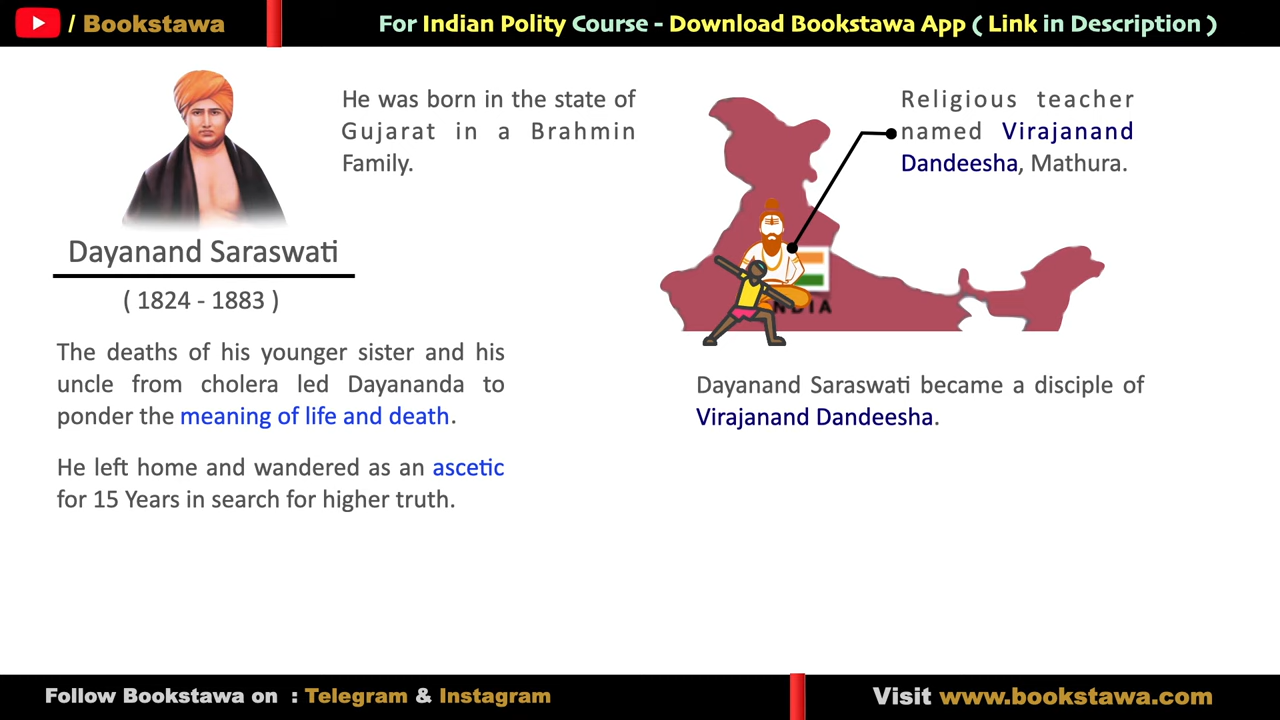 / Bookstawa
For Indian Polity Course - Download Bookstawa App ( Link in Description )
He was born in the state of
Gujarat in a Brahmin
Family.
Dayanand Saraswati
( 1824 - 1883 )
The deaths of his younger sister and his
uncle from cholera led Dayananda to
ponder the meaning of life and death.
He left home and wandered as an ascetic
for 15 Years in search for higher truth.
Religious teacher
named Virajanand
Dandeesha, Mathura.
NDIA
Dayanand Saraswati became a disciple of
Virajanand Dandeesha.
Follow Bookstawa on : Telegram & Instagram
Visit www.bookstawa.com